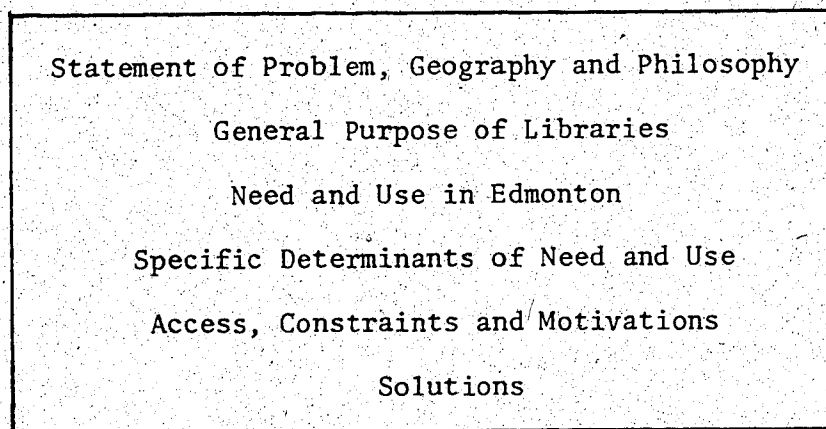 Statement of Problem, Geography and Philosophy
General Purpose of Libraries
Need and Use in Edmonton
Specific Determinants of Need and Use
Access, Constraints and Motivations
Solutions